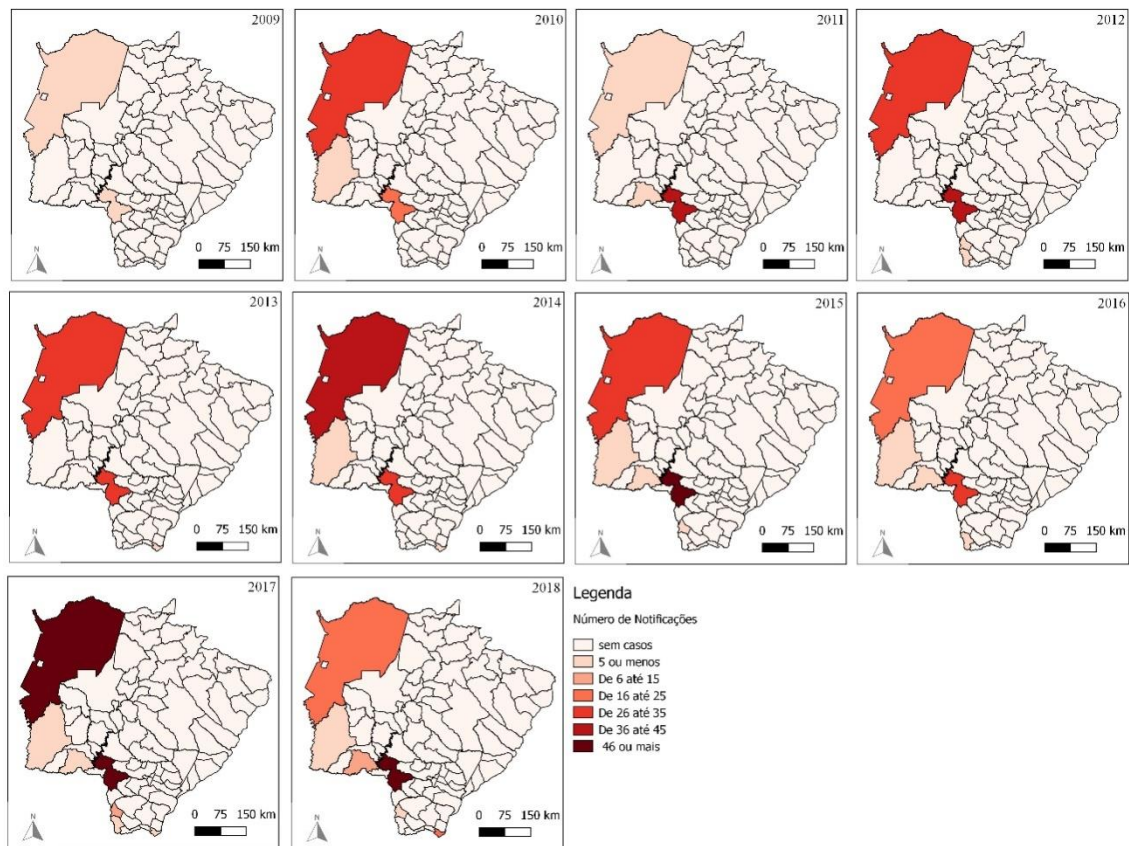 2009
N
0 75 150 km
2010
N
0 75 150 km
2011
N
0 75 150 km
2012
N
0 75 150 km
2013
N
0 75 150 km
2014
N
0 75 150 km
2015
N
0 75 150 km
2016
N
0 75 150 km
2017
N
0 75 150 km
2018
N
0 75 150 km
Legenda
Número de Notificações
sem casos
5 ou menos
De 6 até 15
De 16 até 25
De 26 até 35
De 36 até 45
46 ou mais